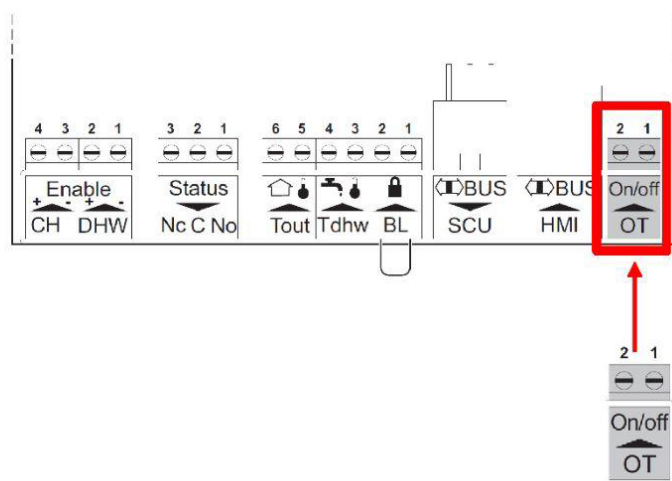 4 3 2 1 3 2 1 6 5 4 3 2 1 2 1
Enable Status BUS BUS On/off
+ - + -
CH DHW Nc C No Tout Tdhw BL SCU HMI OT
2 1
On/off
OT